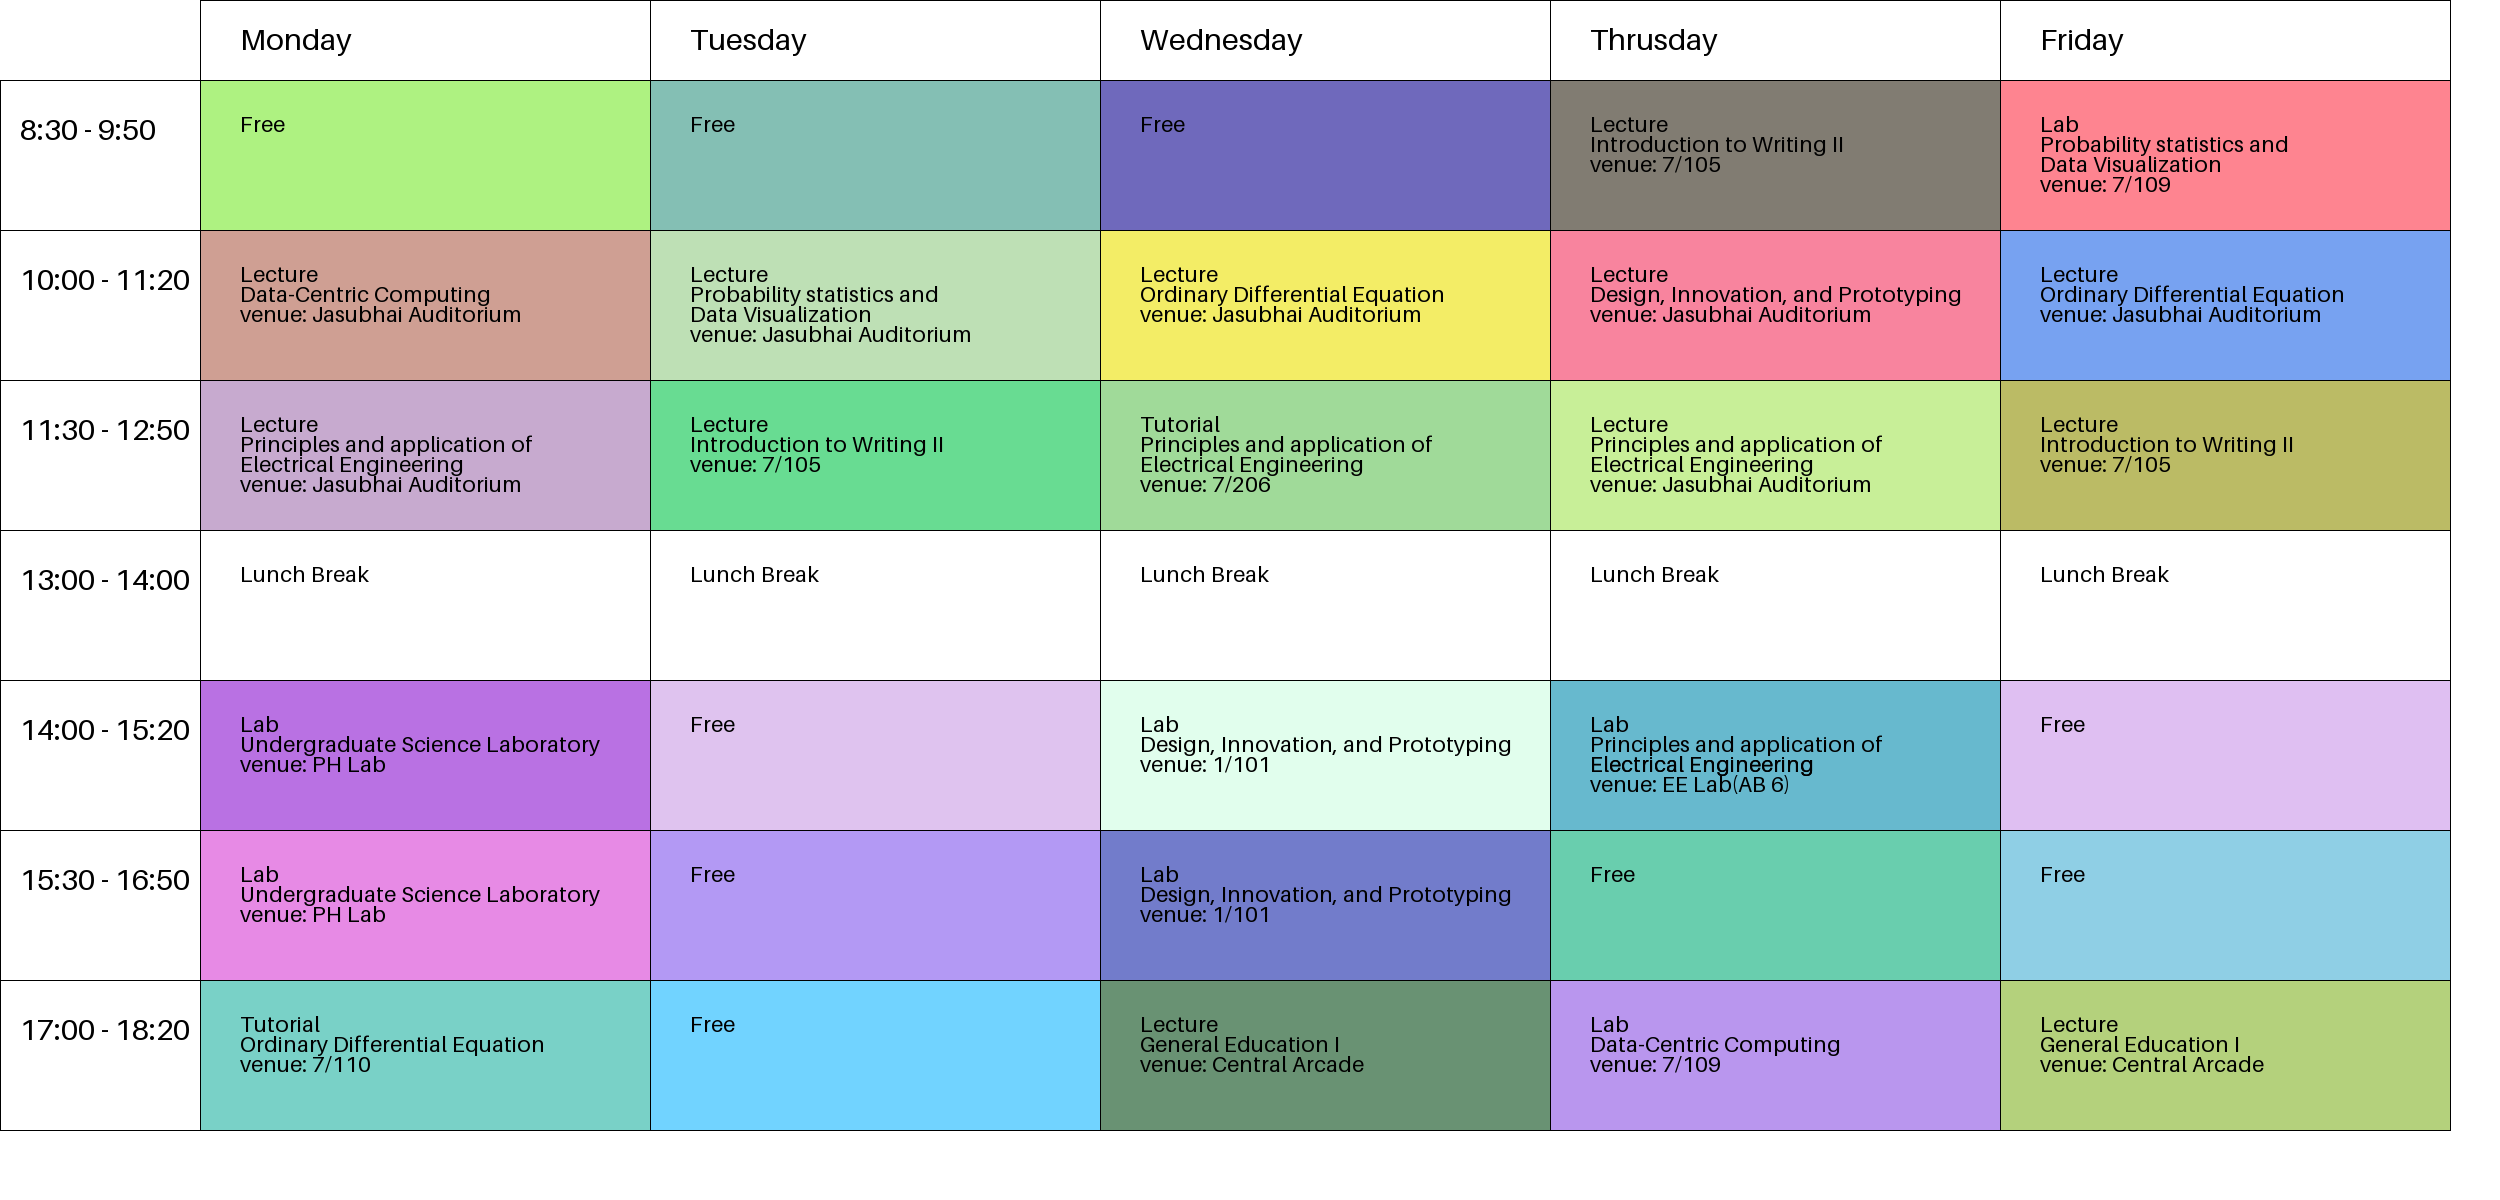 Monday
Tuesday
Wednesday
Thrusday
Friday
8:30 - 9:50
Free
Free
Free
Lecture
Introduction to Writing II
venue: 7/105
Lab
Probability statistics and
Data Visualization
venue: 7/109
10:00 - 11:20
Lecture
Data-Centric Computing
venue: Jasubhai Auditorium
Lecture
Probability statistics and
Data Visualization
venue: Jasubhai Auditorium
Lecture
Ordinary Differential Equation
venue: Jasubhai Auditorium
Lecture
Design, Innovation, and Prototyping
venue: Jasubhai Auditorium
Lecture
Ordinary Differential Equation
venue: Jasubhai Auditorium
11:30 - 12:50
Lecture
Principles and application of
Electrical Engineering
venue: Jasubhai Auditorium
Lecture
Introduction to Writing II
venue: 7/105
Tutorial
Principles and application of
Electrical Engineering
venue: 7/206
Lecture
Principles and application of
Electrical Engineering
venue: Jasubhai Auditorium
Lecture
Introduction to Writing II
venue: 7/105
13:00 - 14:00
Lunch Break
Lunch Break
Lunch Break
Lunch Break
Lunch Break
14:00 - 15:20
Lab
Undergraduate Science Laboratory
venue: PH Lab
Free
Lab
Design, Innovation, and Prototyping
venue: 1/101
Lab
Principles and application of
Electrical Engineering
venue: EE Lab(AB 6)
Free
15:30 - 16:50
Lab
Undergraduate Science Laboratory
venue: PH Lab
Free
Lab
Design, Innovation, and Prototyping
venue: 1/101
Free
Free
17:00 - 18:20
Tutorial
Ordinary Differential Equation
venue: 7/110
Free
Lecture
General Education I
venue: Central Arcade
Lab
Data-Centric Computing
venue: 7/109
Lecture
General Education I
venue: Central Arcade